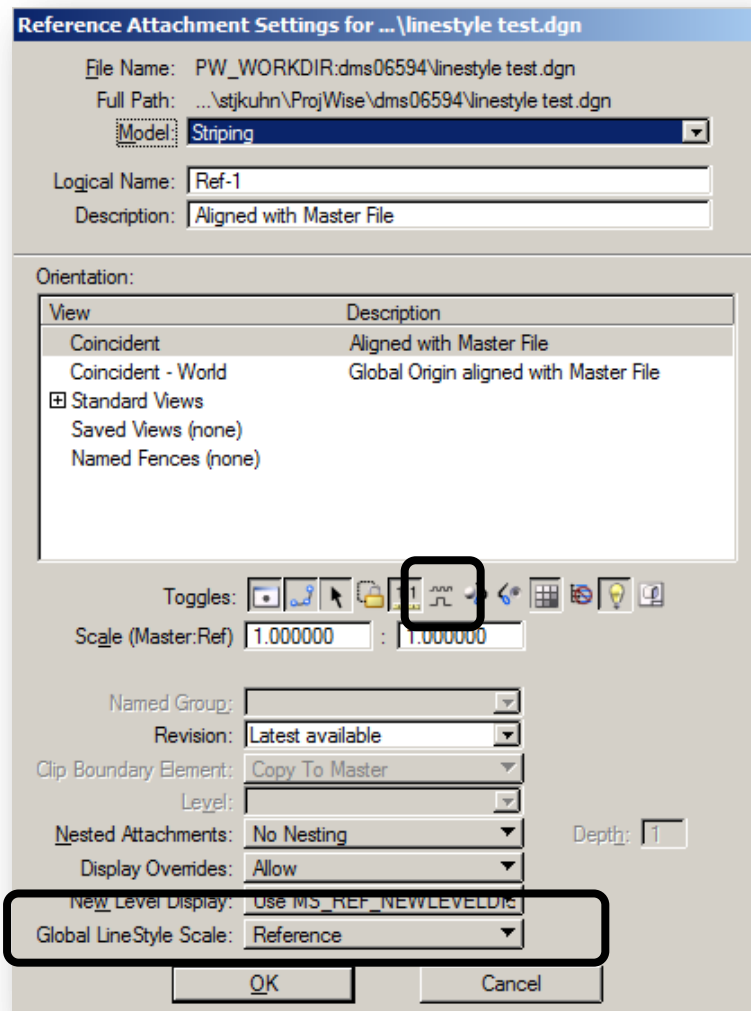 Reference Attachment Settings for ...\linestyle test.dgn
File Name: PW_WORKDIR:dms06594\linestyle test.dgn
Full Path: ...\stjkuhn\ProjWise\dms06594\linestyle test.dgn
Model: Striping
Logical Name: Ref-1
Description: Aligned with Master File
Orientation:
View Description
Coincident Aligned with Master File
Coincident - World Global Origin aligned with Master File
Standard Views
Saved Views (none)
Named Fences (none)
Toggles:
Scale (Master:Ref) 1.000000 : 1.000000
Named Group:
Revision: Latest available
Clip Boundary Element: Copy To Master
Level:
Nested Attachments: No Nesting Depth: 1
Display Overrides: Allow
New Level Display: Use MS_REF_NEWLEVELDIS
Global LineStyle Scale: Reference
OK Cancel